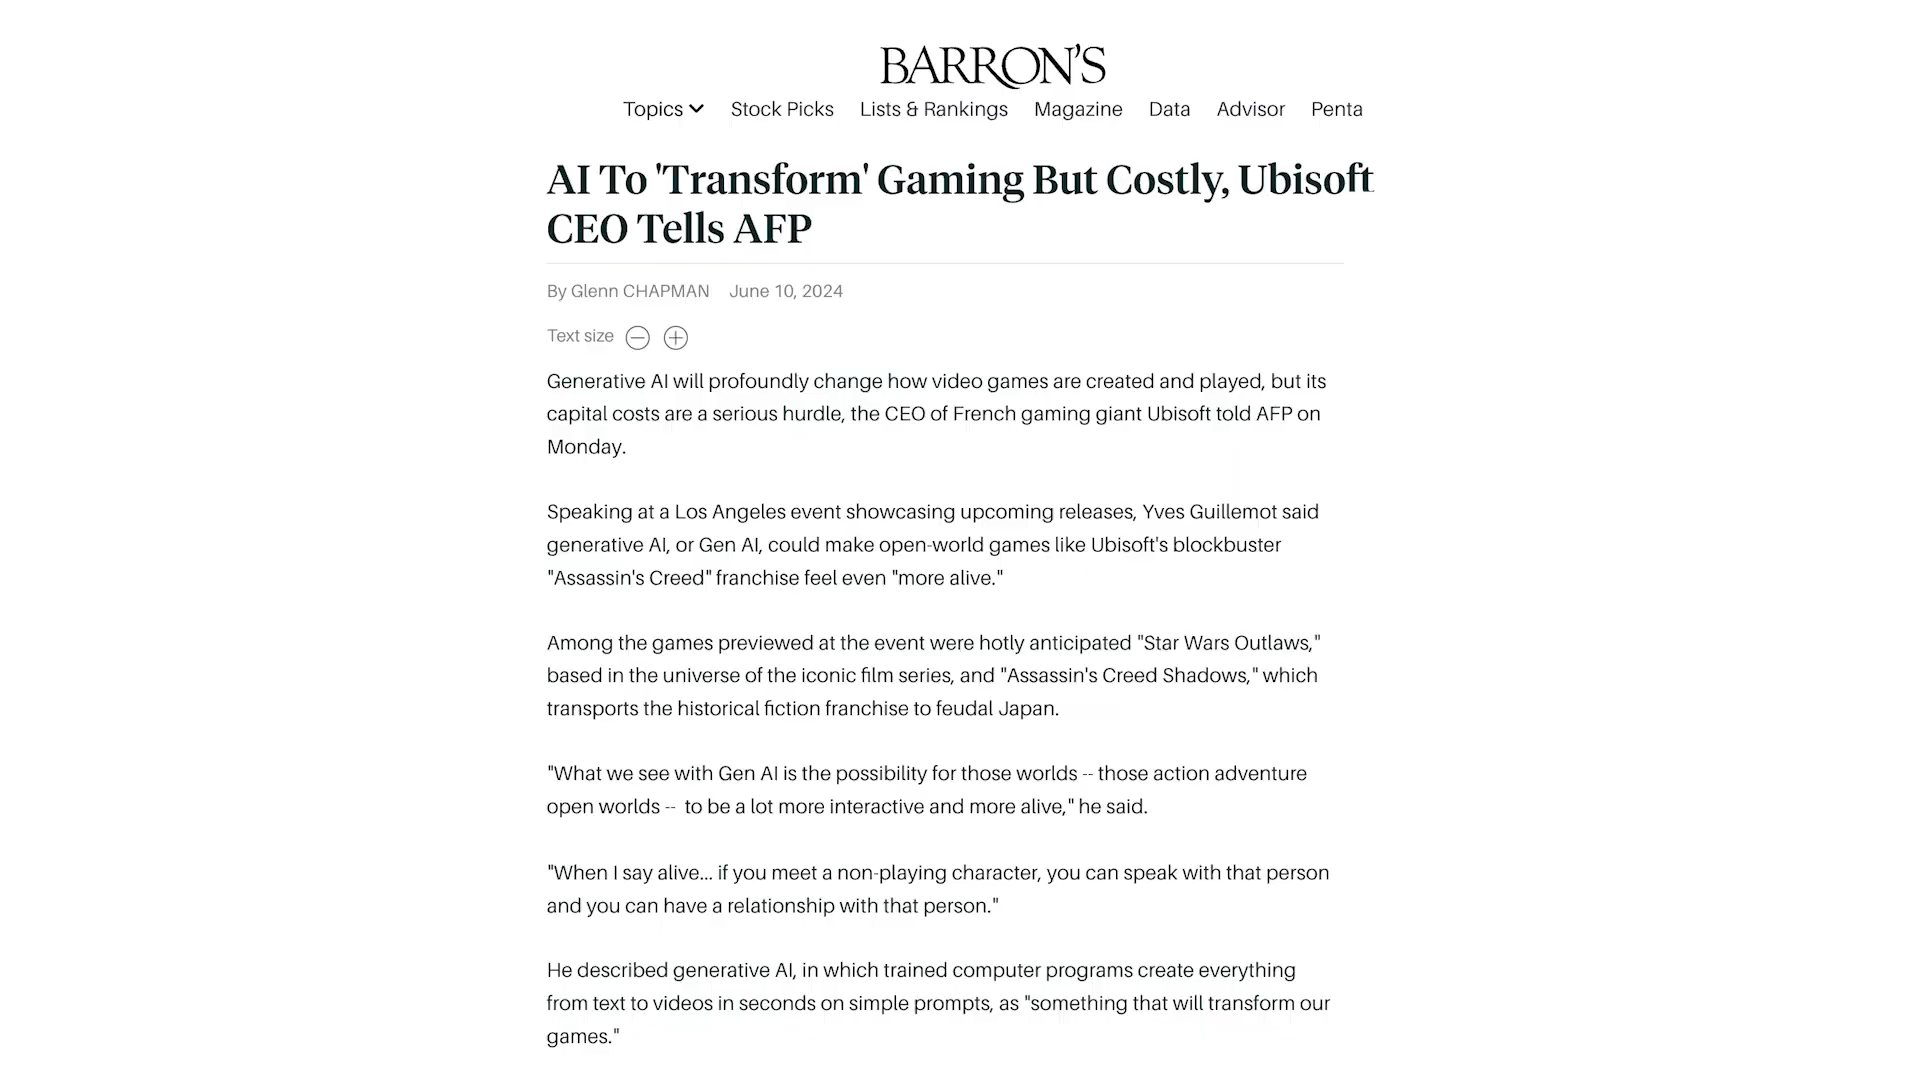 BARRON'S
Topics Stock Picks Lists & Rankings Magazine Data Advisor Penta
AI To 'Transform' Gaming But Costly, Ubisoft
CEO Tells AFP
By Glenn CHAPMAN June 10, 2024
Text size
Generative AI will profoundly change how video games are created and played, but its
capital costs are a serious hurdle, the CEO of French gaming giant Ubisoft told AFP on
Monday.
Speaking at a Los Angeles event showcasing upcoming releases, Yves Guillemot said
generative AI, or Gen AI, could make open-world games like Ubisoft's blockbuster
"Assassin's Creed" franchise feel even "more alive."
Among the games previewed at the event were hotly anticipated "Star Wars Outlaws,"
based in the universe of the iconic film series, and "Assassin's Creed Shadows," which
transports the historical fiction franchise to feudal Japan.
"What we see with Gen AI is the possibility for those worlds -- those action adventure
open worlds -- to be a lot more interactive and more alive," he said.
"When I say alive... if you meet a non-playing character, you can speak with that person
and you can have a relationship with that person."
He described generative AI, in which trained computer programs create everything
from text to videos in seconds on simple prompts, as "something that will transform our
games."